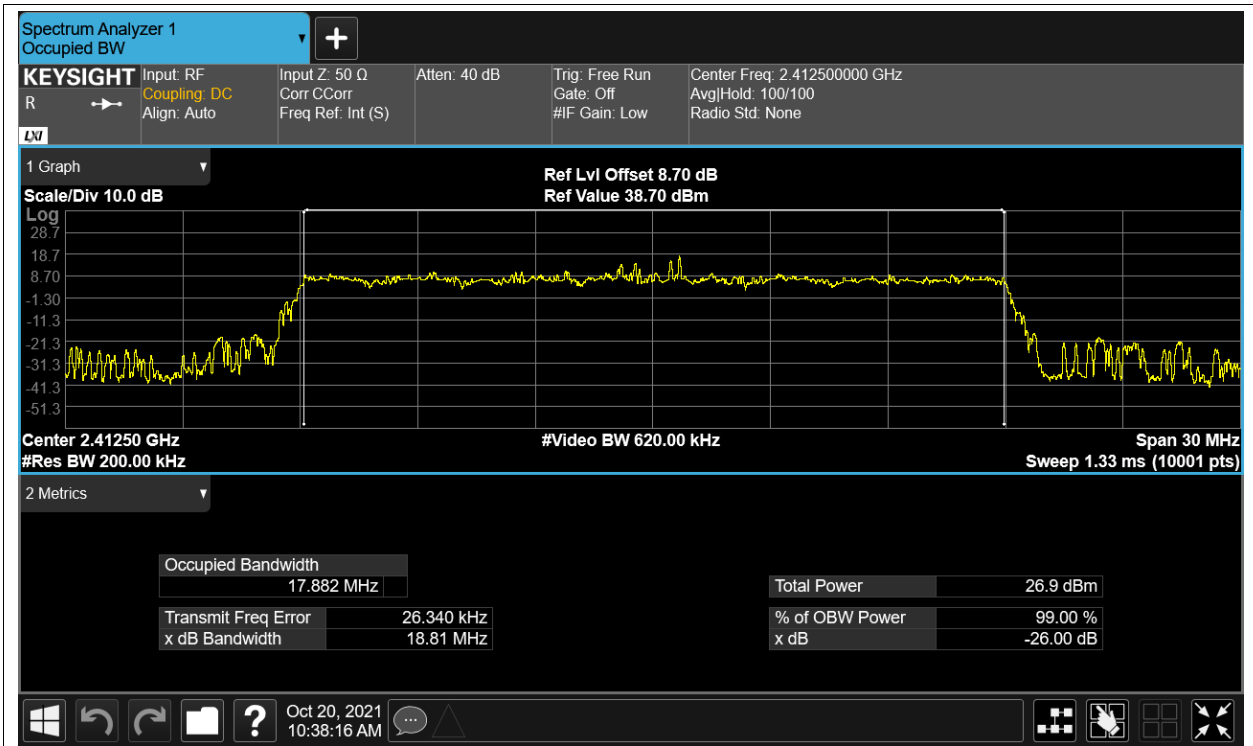 Spectrum Analyzer 1
Occupied BW
KEYSIGHT Input: RF Input Z: 50 Ω Atten: 40 dB Trig: Free Run Center Freq: 2.412500000 GHz
R Coupling: DC Corr CCorr Gate: Off Avg|Hold: 100/100
Align: Auto Freq Ref: Int (S) #IF Gain: Low Radio Std: None
LXI
1 Graph
Ref Lvl Offset 8.70 dB
Scale/Div 10.0 dB Ref Value 38.70 dBm
Log
28.7
18.7
8.70
-1.30
-11.3
-21.3
-31.3
-41.3
-51.3
Center 2.41250 GHz #Video BW 620.00 kHz Span 30 MHz
#Res BW 200.00 kHz Sweep 1.33 ms (10001 pts)
2 Metrics
Occupied Bandwidth
17.882 MHz Total Power 26.9 dBm
Transmit Freq Error 26.340 kHz % of OBW Power 99.00 %
x dB Bandwidth 18.81 MHz x dB -26.00 dB
? Oct 20, 2021
10:38:16 AM